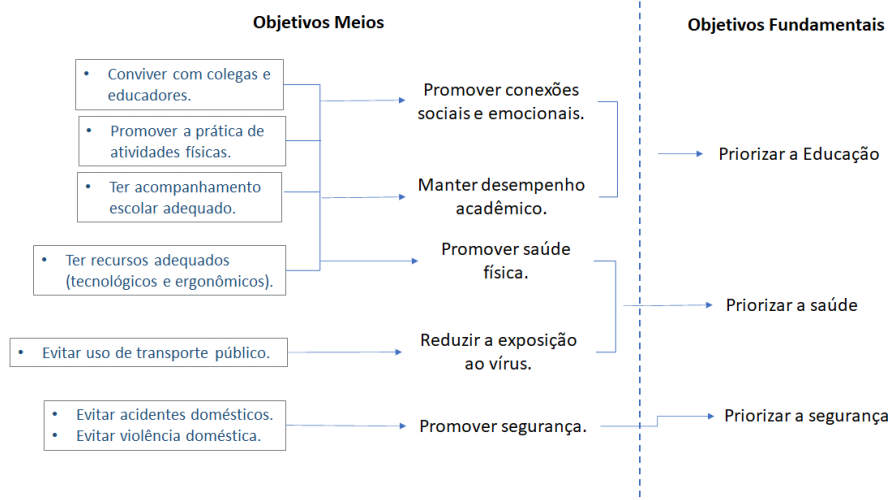 Objetivos Meios
Objetivos Fundamentais
• Conviver com colegas e
educadores.
• Promover a prática de
atividades físicas.
• Ter acompanhamento
escolar adequado.
• Ter recursos adequados
(tecnológicos e ergonômicos).
• Evitar uso de transporte público.
• Evitar acidentes domésticos.
• Evitar violência doméstica.
Promover conexões
sociais e emocionais.
Manter desempenho
acadêmico.
Promover saúde
física.
Reduzir a exposição
ao vírus.
Promover segurança.
Priorizar a Educação
Priorizar a saúde
Priorizar a segurança